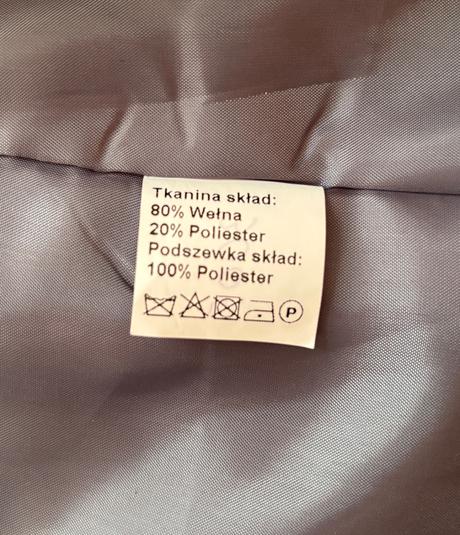 Tkanina skład:
80% Wełna
20% Poliester
Podszewka skład:
100% Poliester
P